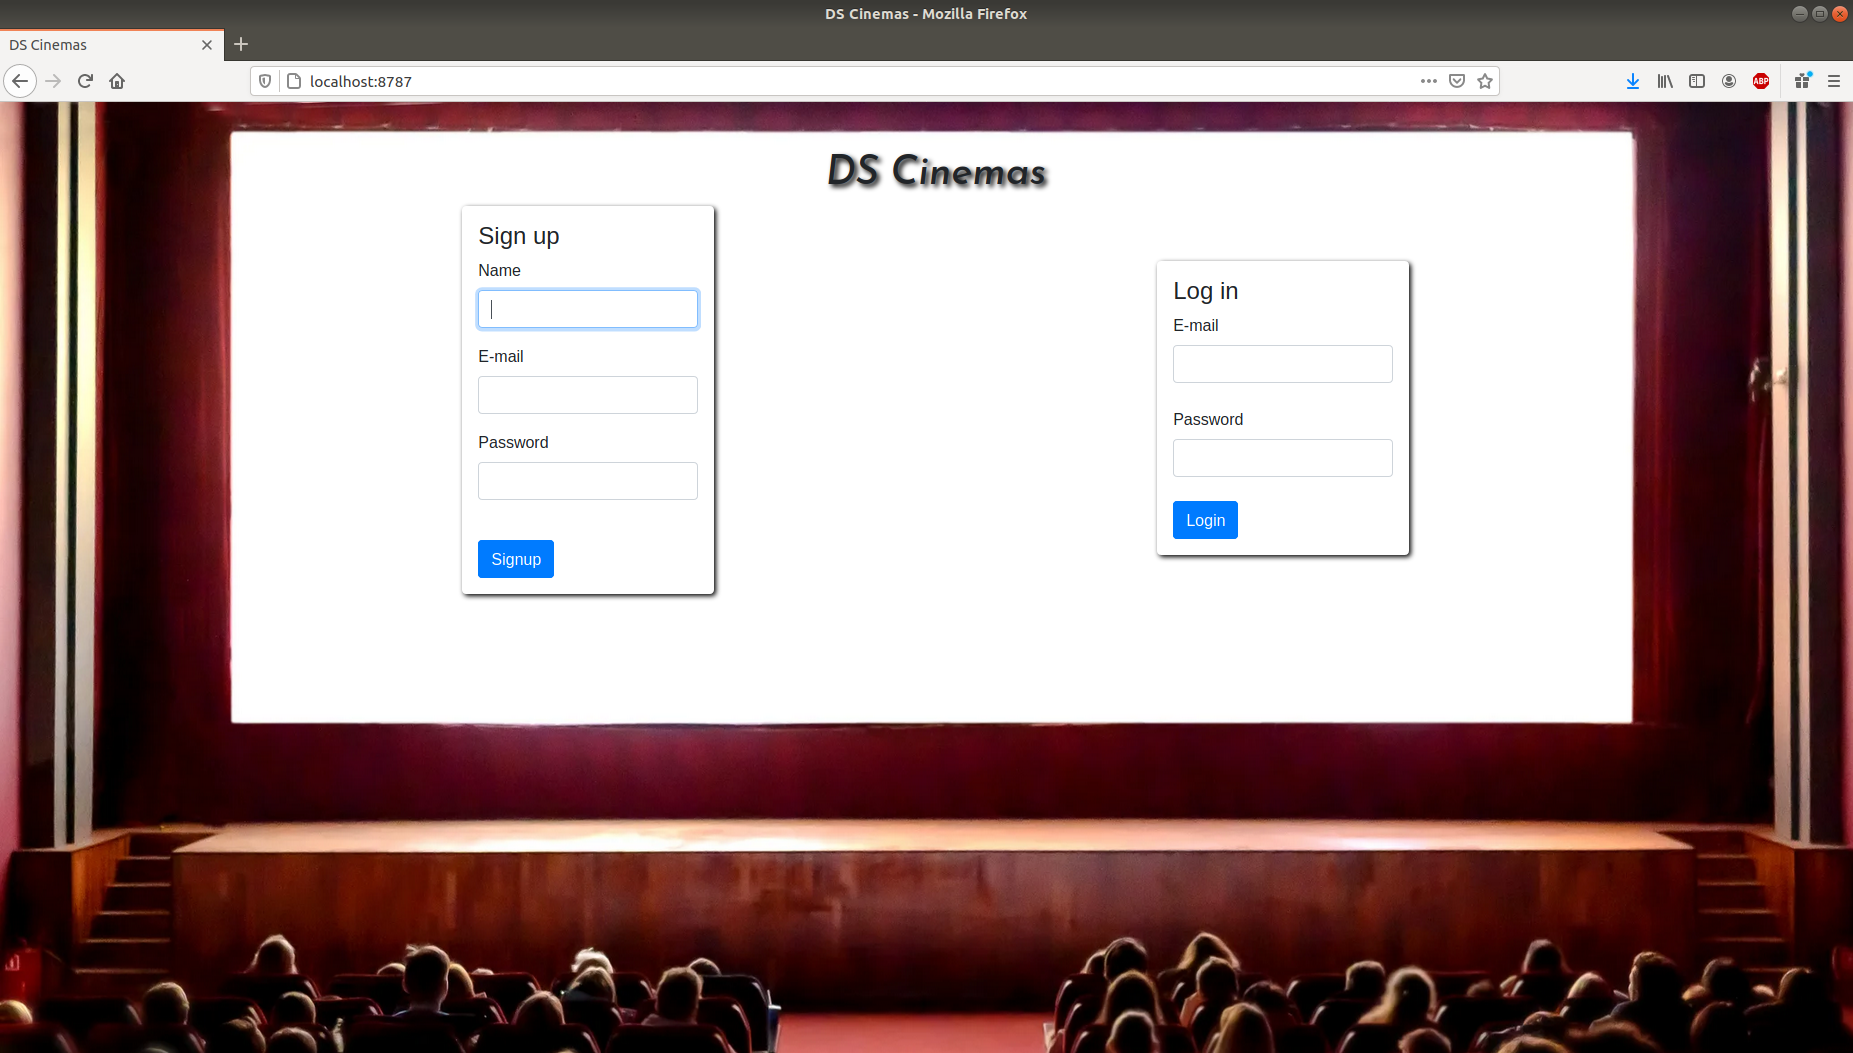 DS Cinemas - Mozilla Firefox
DS Cinemas
localhost:8787
ABP
DS Cinemas
Sign up
Name
E-mail
Password
Signup
Log in
E-mail
Password
Login